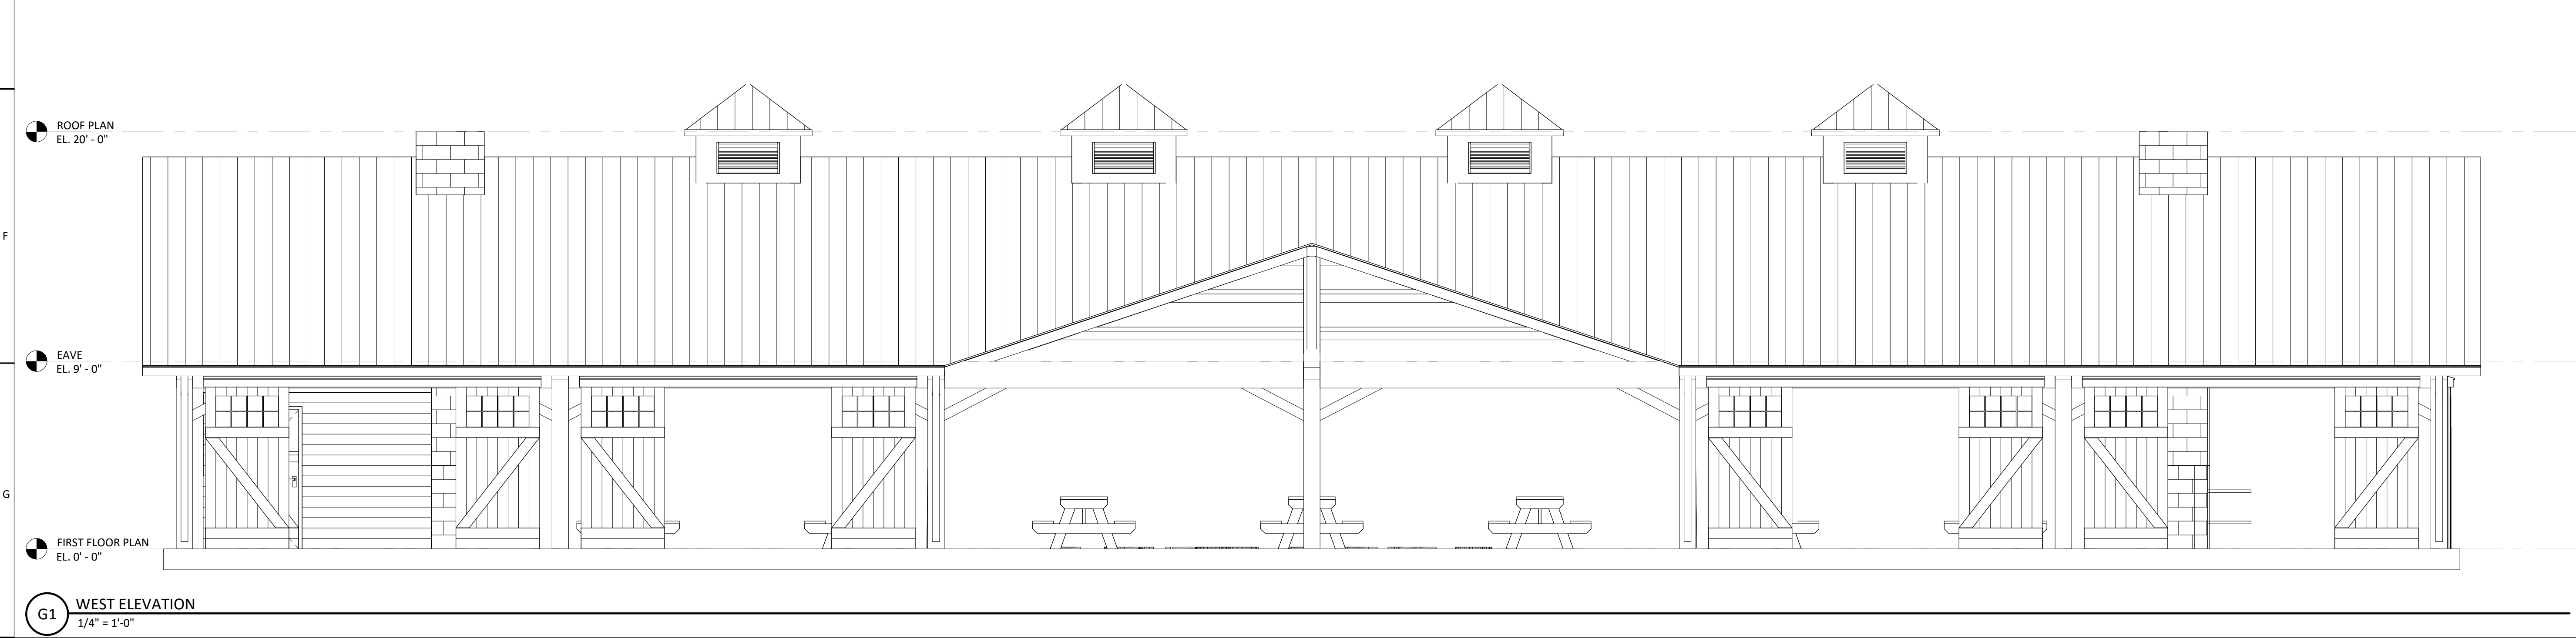 ROOF PLAN
EL. 20' - 0"
F
EAVE
EL. 9' - 0"
G
FIRST FLOOR PLAN
EL. 0' - 0"
G1
WEST ELEVATION
1/4" = 1'-0"